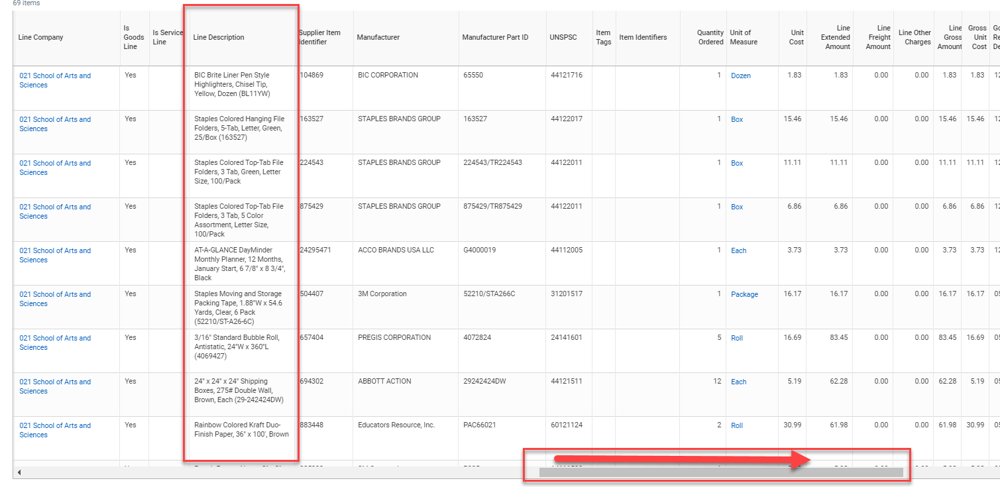 69 items
Line Company
Is Goods Line
Is Service Line
Line Description
Supplier Item Identifier
Manufacturer
Manufacturer Part ID
UNSPSC
Item Tags
Item Identifiers
Quantity Ordered
Unit of Measure
Unit Cost
Line Extended Amount
Line Freight Amount
Line Other Charges
Line Gross Amount
Gross Unit Cost
021 School of Arts and Sciences
Yes
BIC Brite Liner Pen Style
Highlighters, Chisel Tip,
Yellow, Dozen (BL11YW)
104869
BIC CORPORATION
65550
44121716
1
Dozen
1.83
1.83
0.00
0.00
1.83
1.83
021 School of Arts and Sciences
Yes
Staples Colored Hanging File
Folders, 5-Tab, Letter, Green,
25/Box (163527)
163527
STAPLES BRANDS GROUP
163527
44122017
1
Box
15.46
15.46
0.00
0.00
15.46
15.46
021 School of Arts and Sciences
Yes
Staples Colored Top-Tab File
Folders, 3 Tab, Green, Letter
Size, 100/Pack
224543
STAPLES BRANDS GROUP
224543/TR224543
44122011
1
Box
11.11
11.11
0.00
0.00
11.11
11.11
021 School of Arts and Sciences
Yes
Staples Colored Top-Tab File
Folders, 3 Tab, 5 Color
Assortment, Letter Size,
100/Pack
875429
STAPLES BRANDS GROUP
875429/TR875429
44122011
1
Box
6.86
6.86
0.00
0.00
6.86
6.86
021 School of Arts and Sciences
Yes
AT-A-GLANCE DayMinder
Monthly Planner, 12 Months,
January Start, 6 7/8" x 8 3/4",
Black
24295471
ACCO BRANDS USA LLC
G4000019
44112005
1
Each
3.73
3.73
0.00
0.00
3.73
3.73
021 School of Arts and Sciences
Yes
Staples Moving and Storage
Packing Tape, 1.88"W x 54.6
Yards, Clear, 6 Pack
(52210/ST-A26-6C)
504407
3M Corporation
52210/STA266C
31201517
1
Package
16.17
16.17
0.00
0.00
16.17
16.17
021 School of Arts and Sciences
Yes
3/16" Standard Bubble Roll,
Antistatic, 24"W x 360"L
(4069427)
657404
PREGIS CORPORATION
4072824
24141601
5
Roll
16.69
83.45
0.00
0.00
83.45
16.69
021 School of Arts and Sciences
Yes
24" x 24" x 24" Shipping
Boxes, 275# Double Wall,
Brown, Each (29-242424DW)
694302
ABBOTT ACTION
29242424DW
44121511
12
Each
5.19
62.28
0.00
0.00
62.28
5.19
021 School of Arts and Sciences
Yes
Rainbow Colored Kraft Duo-
Finish Paper, 36" x 100', Brown
883448
Educators Resource, Inc.
PAC66021
60121124
2
Roll
30.99
61.98
0.00
0.00
61.98
30.99